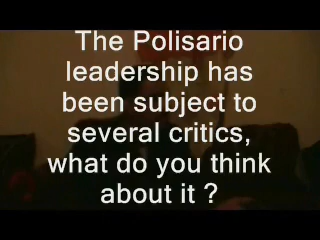 The Polisario
leadership has
been subject to
several critics,
what do you think
about it ?